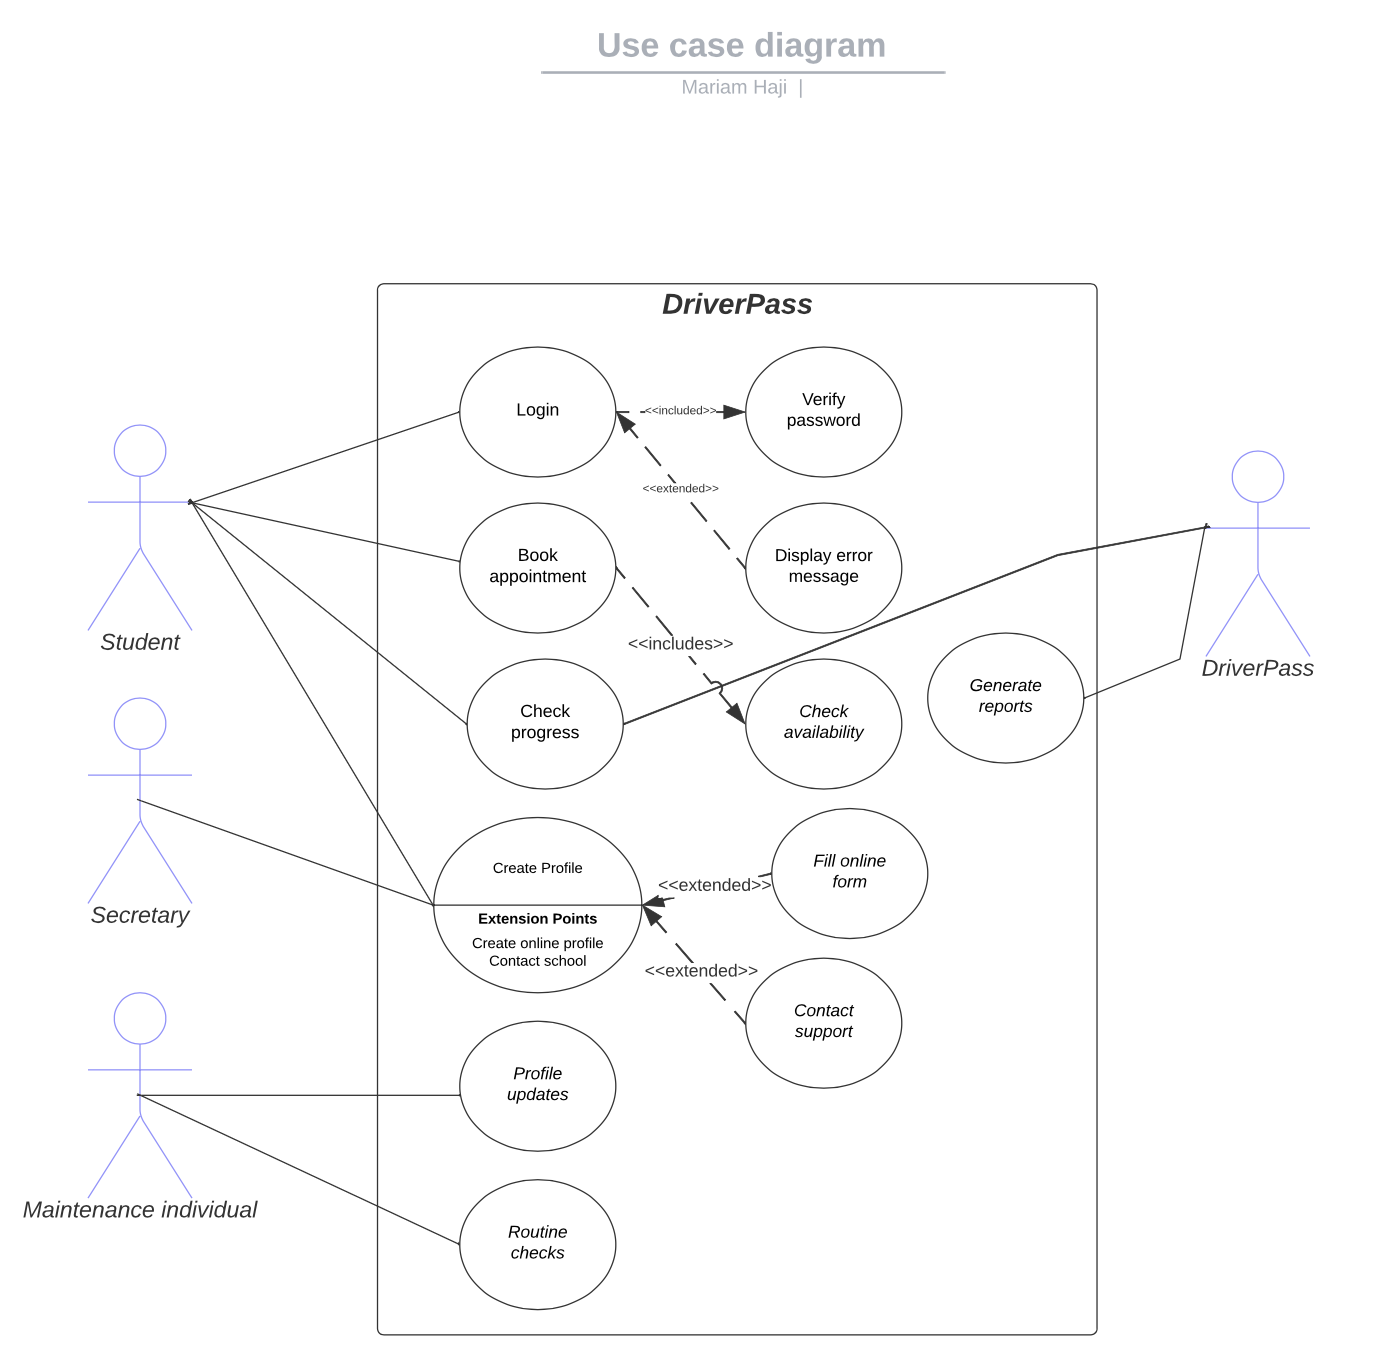 Use case diagram
Mariam Haji |
DriverPass
Login
<<included>>
Verify
password
<<extended>>
Book
appointment
Display error
message
Student
<<includes>>
DriverPass
Check
progress
Check
availability
Generate
reports
Secretary
Create Profile
Extension Points
Create online profile
Contact school
<<extended>>
Fill online
form
<<extended>>
Contact
support
Profile
updates
Maintenance individual
Routine
checks